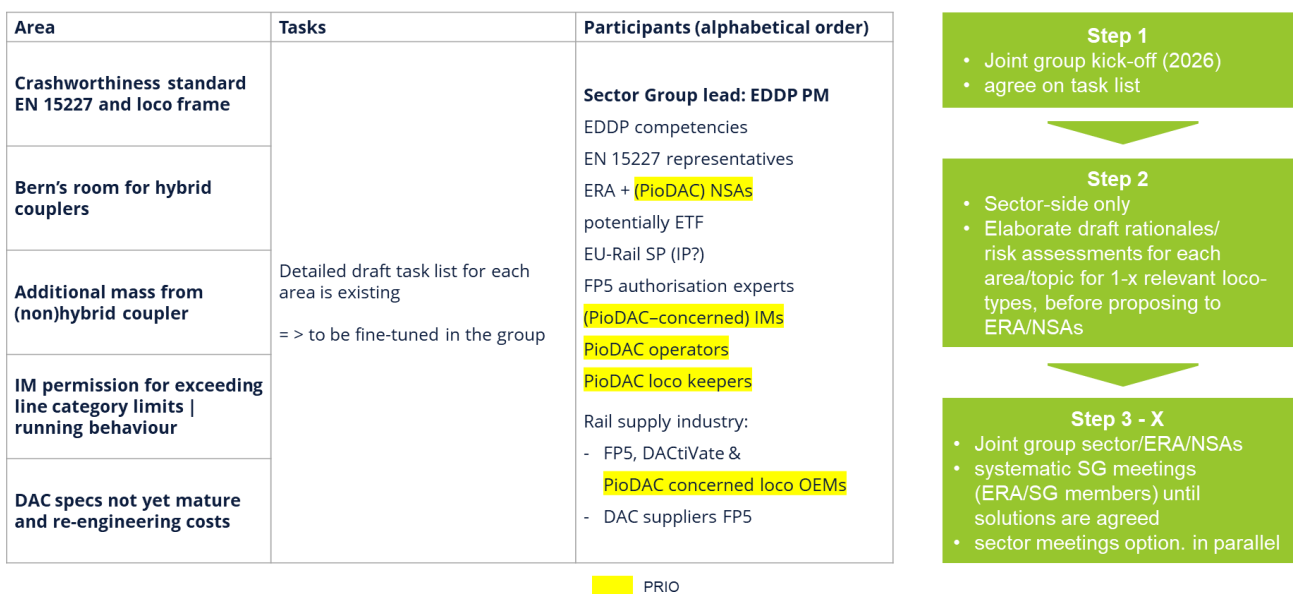 Area
Tasks
Participants (alphabetical order)
Crashworthiness standard
EN 15227 and loco frame
Bern’s room for hybrid
couplers
Additional mass from
(non)hybrid coupler
IM permission for exceeding
line category limits |
running behaviour
DAC specs not yet mature
and re-engineering costs
Detailed draft task list for each
area is existing
= > to be fine-tuned in the group
Sector Group lead: EDDP PM
EDDP competencies
EN 15227 representatives
ERA + (PioDAC) NSAs
potentially ETF
EU-Rail SP (IP?)
FP5 authorisation experts
(PioDAC–concerned) IMs
PioDAC operators
PioDAC loco keepers
Rail supply industry:
- FP5, DACtiVate &
PioDAC concerned loco OEMs
- DAC suppliers FP5
PRIO
Step 1
• Joint group kick-off (2026)
• agree on task list
Step 2
• Sector-side only
• Elaborate draft rationales/
risk assessments for each
area/topic for 1-x relevant loco-
types, before proposing to
ERA/NSAs
Step 3 - X
• Joint group sector/ERA/NSAs
• systematic SG meetings
(ERA/SG members) until
solutions are agreed
• sector meetings option. in parallel